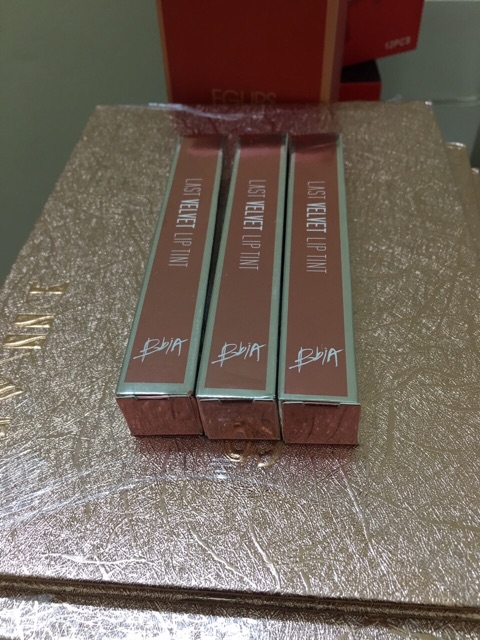 12PCS
EGLIPS
LAST VELVET LIP TINT
BbiA
LAST VELVET LIP TINT
BbiA
LAST VELVET LIP TINT
BbiA